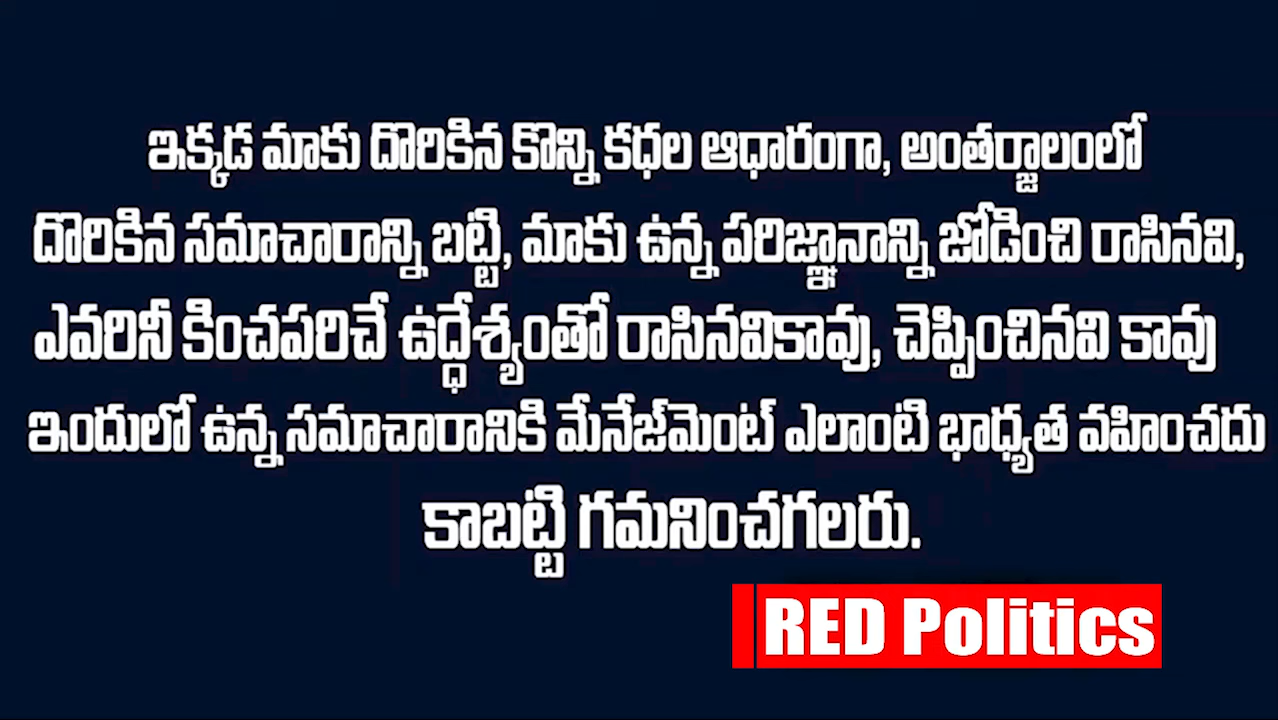 ఇక్కడ మాకు దొరికిన కొన్ని కధల ఆధారంగా, అంతర్జాలంలో
దొరికిన సమాచారాన్ని బట్టి, మాకు ఉన్న పరిజ్ఞానాన్ని జోడించి రాసినవి,
ఎవరినీ కించపరిచే ఉద్ధేశ్యంతో రాసినవికావు, చెప్పించినవి కావు
ఇందులో ఉన్న సమాచారానికి మేనేజ్‌మెంట్ ఎలాంటి భాధ్యత వహించదు
కాబట్టి గమనించగలరు.
RED Politics